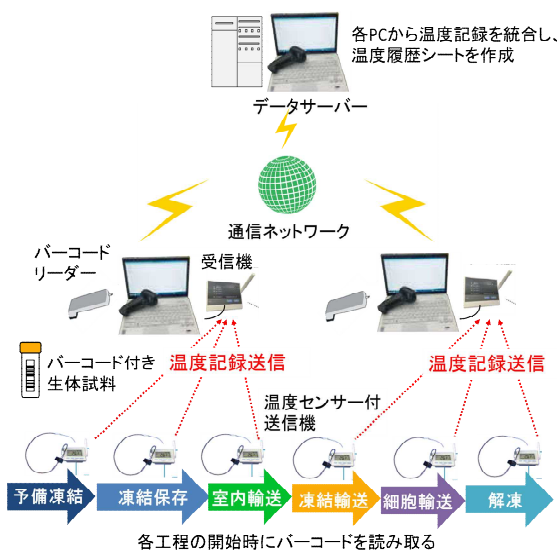 各PCから温度記録を統合し、
温度履歴シートを作成
データサーバー
通信ネットワーク
バーコード
リーダー
受信機
バーコード付き
生体試料
温度記録送信
温度記録送信
温度センサー付
送信機
予備凍結
凍結保存
室内輸送
凍結輸送
細胞輸送
解凍
各工程の開始時にバーコードを読み取る